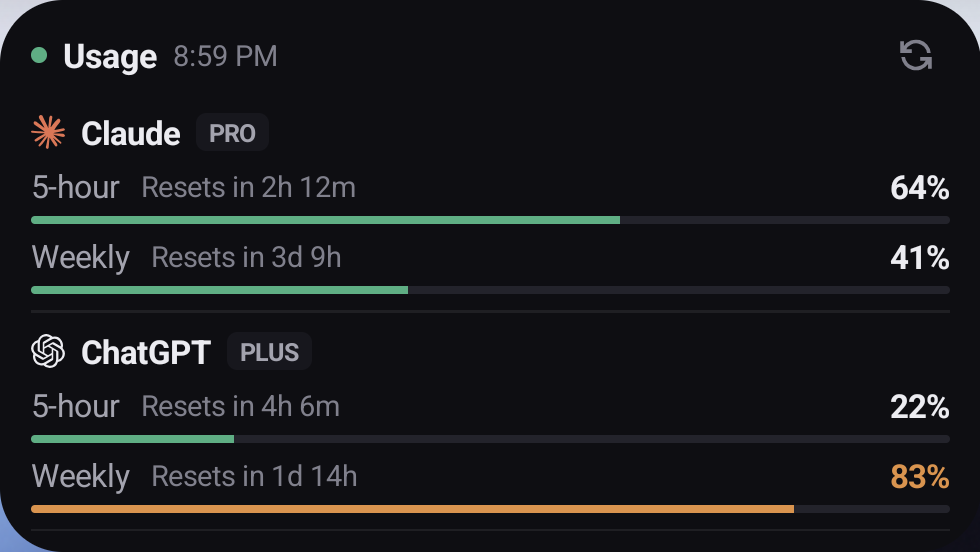 Usage 8:59 PM
Claude PRO
5-hour Resets in 2h 12m 64%
Weekly Resets in 3d 9h 41%
ChatGPT PLUS
5-hour Resets in 4h 6m 22%
Weekly Resets in 1d 14h 83%